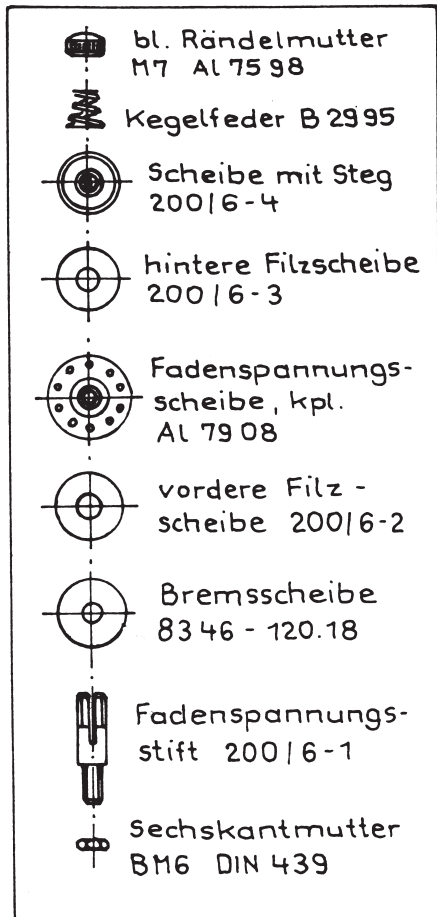 bl. Rändelmutter
M7 Al 7598
Kegelfeder B 2995
Scheibe mit Steg
200/6-4
hintere Filzscheibe
200/6-3
Fadenspannungs-
scheibe, kpl.
Al 7908
vordere Filz-
scheibe 200/6-2
Bremsscheibe
8346 - 120.18
Fadenspannungs-
stift 200/6-1
Sechskantmutter
BM6 DIN 439